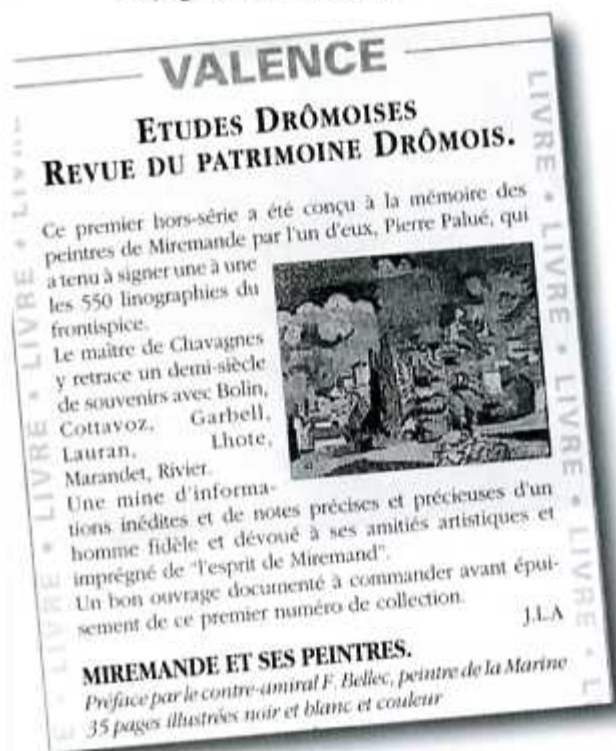 VALENCE
ETUDES DRÔMOISES
REVUE DU PATRIMOINE DRÔMOIS.
Ce premier hors-série a été conçu à la mémoire des
peintres de Miremande par l'un d'eux, Pierre Palué, qui
a tenu à signer une à une
les 550 linographies du
frontispice.
Le maître de Chavagnes
y retrace un demi-siècle
de souvenirs avec Bolin,
Cottavoz, Garbell,
Lauran, Lhote,
Marandet, Rivier.
Une mine d'informa-
tions inédites et de notes précises et précieuses d'un
homme fidèle et dévoué à ses amitiés artistiques et
imprégné de "l'esprit de Miremand".
Un bon ouvrage documenté à commander avant épui-
sement de ce premier numéro de collection.
J.L.A
MIREMANDE ET SES PEINTRES.
Préface par le contre-amiral F. Bellec, peintre de la Marine
35 pages illustrées noir et blanc et couleur
LIVRE • LIVRE • LIVRE
LIVRE • LIVRE • LIVRE • L